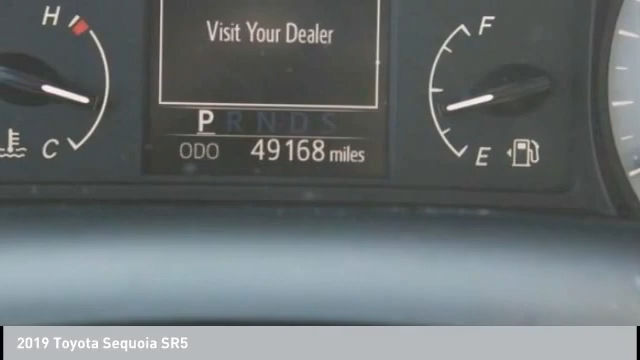 H
Visit Your Dealer
F
P R N D S
C
ODO 49168 miles
E
2019 Toyota Sequoia SR5